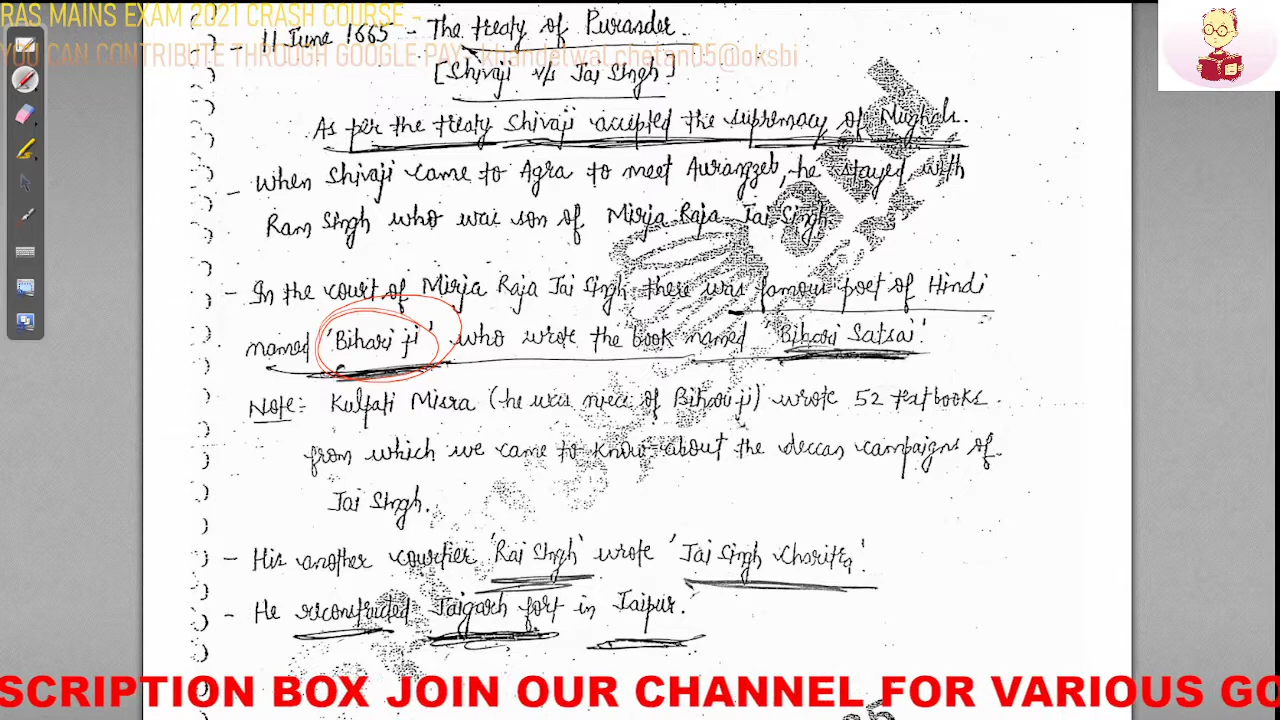 RAS MAINS EXAM 2021 CRASH COURSE -
YOU CAN CONTRIBUTE THROUGH GOOGLE PAY - khandelwal.chetan05@oksbi
11 June 1665 - The treaty of Purander.
[Shivaji v/s Jai Singh]
As per the treaty Shivaji accepted the supremacy of Mughals.
- When Shivaji came to Agra to meet Aurangzeb, he stayed with
Ram Singh who was son of Mirja Raja Jai Singh.
- In the court of Mirja Raja Jai Singh there was famous poet of Hindi
named 'Bihari ji' who wrote the book named 'Bihari Satsai'
Note:- Kulpati Misra (he was niece of Bihari ji) wrote 52 textbooks
from which we came to know about the deccan campaigns of
Jai Singh.
- His another courtier 'Rai Singh' wrote 'Jai Singh Charitra'
- He reconstructed Jaigarh fort in Jaipur.
SCRIPTION BOX JOIN OUR CHANNEL FOR VARIOUS GO